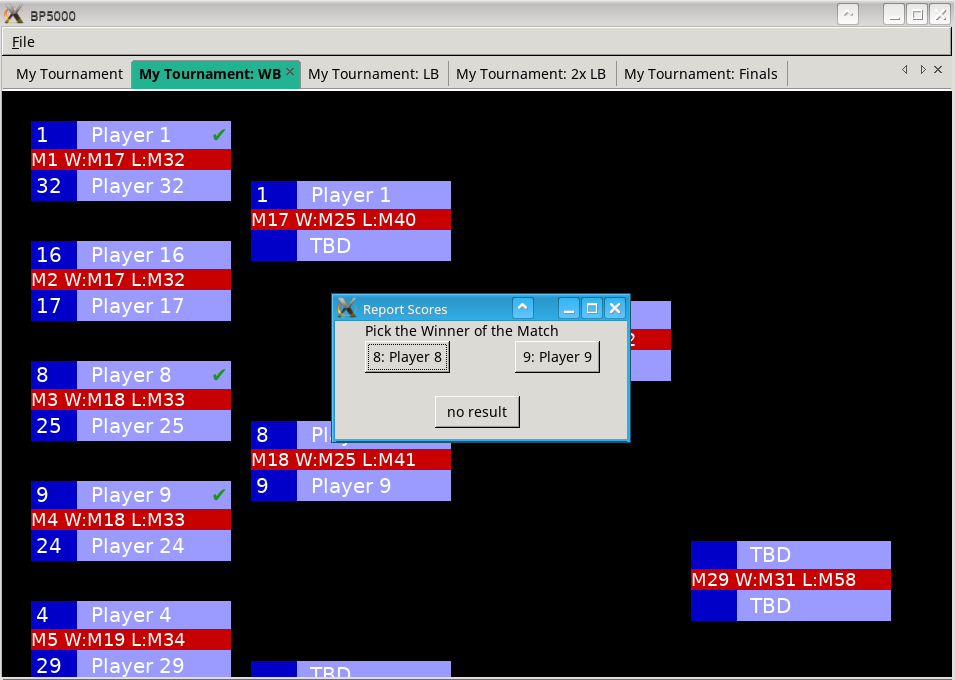 BP5000
File
My Tournament
My Tournament: WB
My Tournament: LB
My Tournament: 2x LB
My Tournament: Finals
1 Player 1 ✔
M1 W:M17 L:M32
32 Player 32
1 Player 1
M17 W:M25 L:M40
TBD
16 Player 16
M2 W:M17 L:M32
17 Player 17
Report Scores
Pick the Winner of the Match
8: Player 8
9: Player 9
no result
2
8 Player 8 ✔
M3 W:M18 L:M33
25 Player 25
8 Pl
M18 W:M25 L:M41
9 Player 9
9 Player 9 ✔
M4 W:M18 L:M33
24 Player 24
TBD
M29 W:M31 L:M58
TBD
4 Player 4
M5 W:M19 L:M34
29 Player 29
TBD